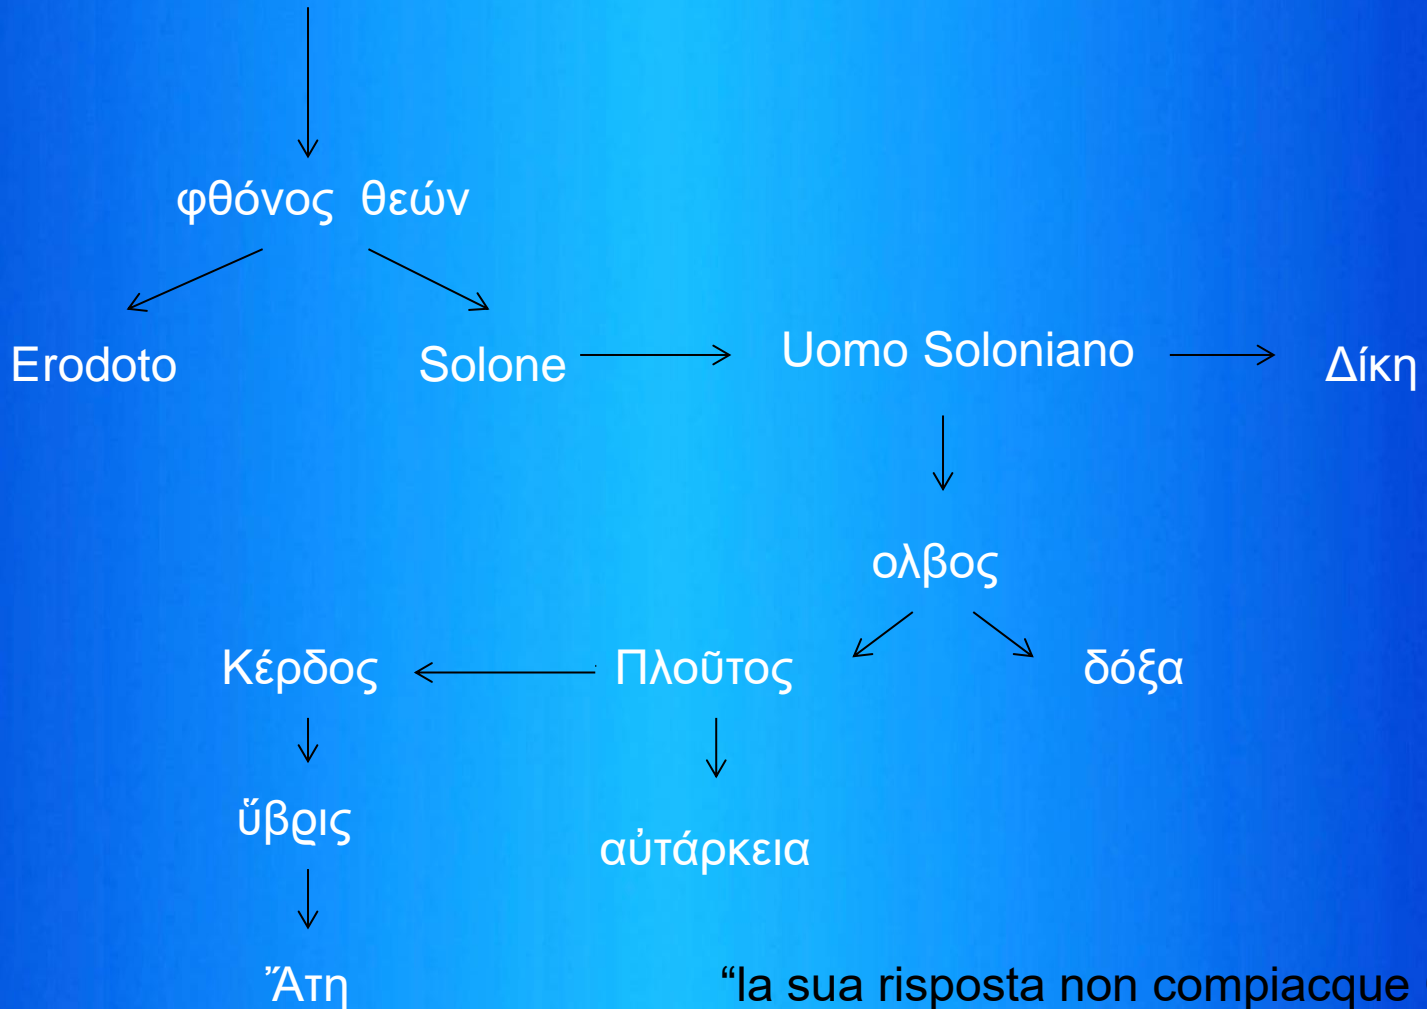 φθόνος θεών
Erodoto
Solone
Uomo Soloniano
Δίκη
ολβος
Κέρδος
Πλοῦτος
δόξα
ὕβρις
αὐτάρκεια
Ἄτη
“la sua risposta non compiacque